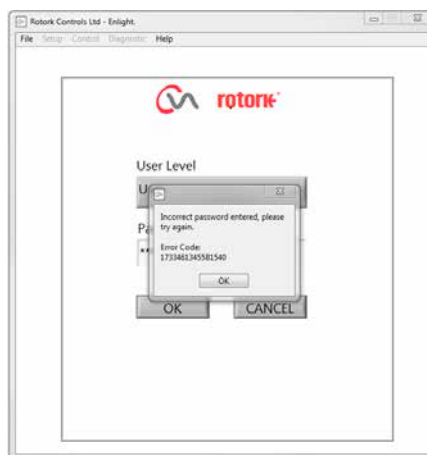 Rotork Controls Ltd - Enlight.
File Setup Control Diagnostic Help
rotork
User Level
U
Incorrect password entered, please
try again.
Pa
Error Code:
1733461345581540
**
OK
OK
CANCEL